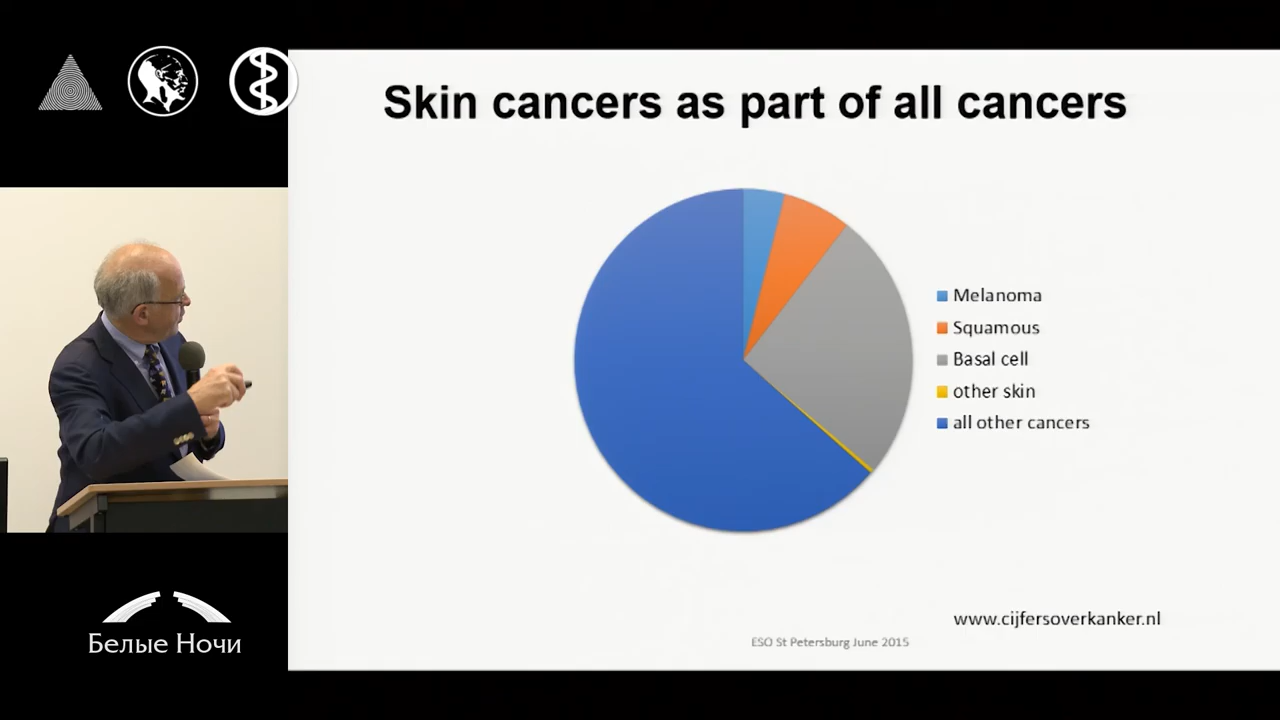 Skin cancers as part of all cancers
Melanoma
Squamous
Basal cell
other skin
all other cancers
www.cijfersoverkanker.nl
ESO St Petersburg June 2015
Белые Ночи